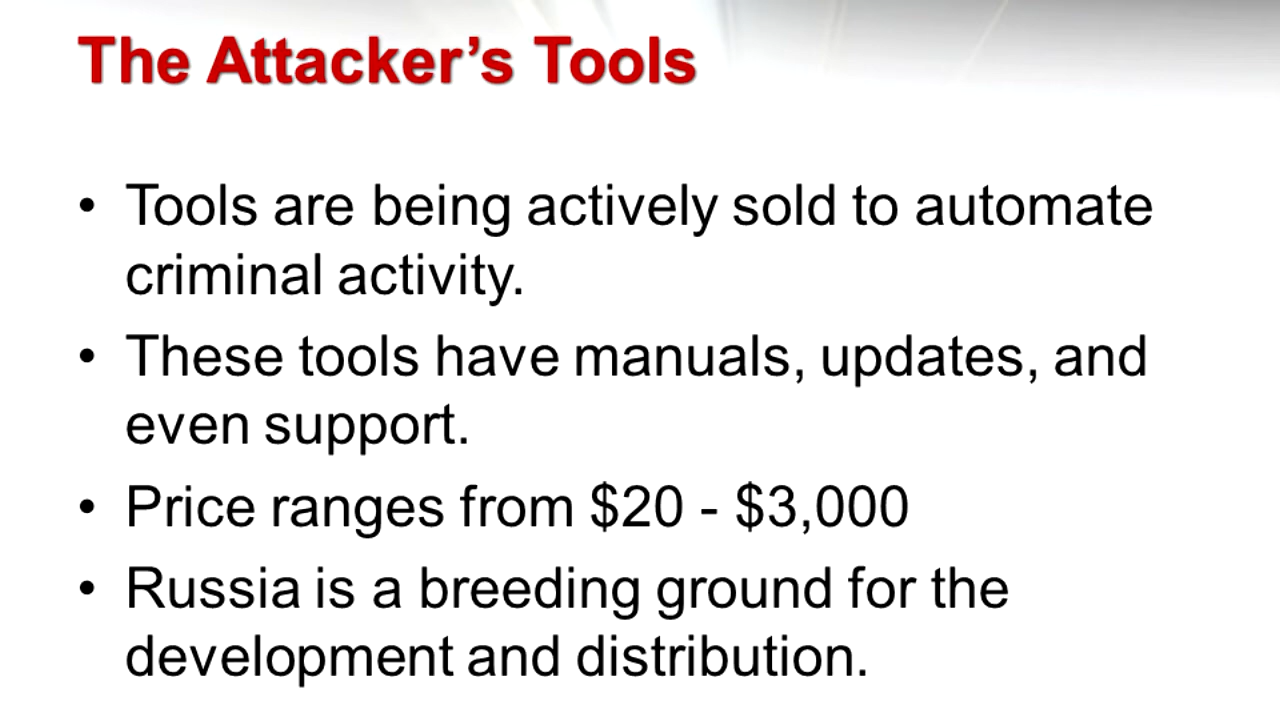 The Attacker’s Tools
• Tools are being actively sold to automate
criminal activity.
• These tools have manuals, updates, and
even support.
• Price ranges from $20 - $3,000
• Russia is a breeding ground for the
development and distribution.